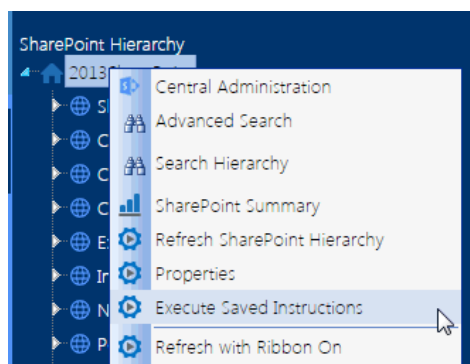 SharePoint Hierarchy
Central Administration
Advanced Search
Search Hierarchy
SharePoint Summary
Refresh SharePoint Hierarchy
Properties
Execute Saved Instructions
Refresh with Ribbon On